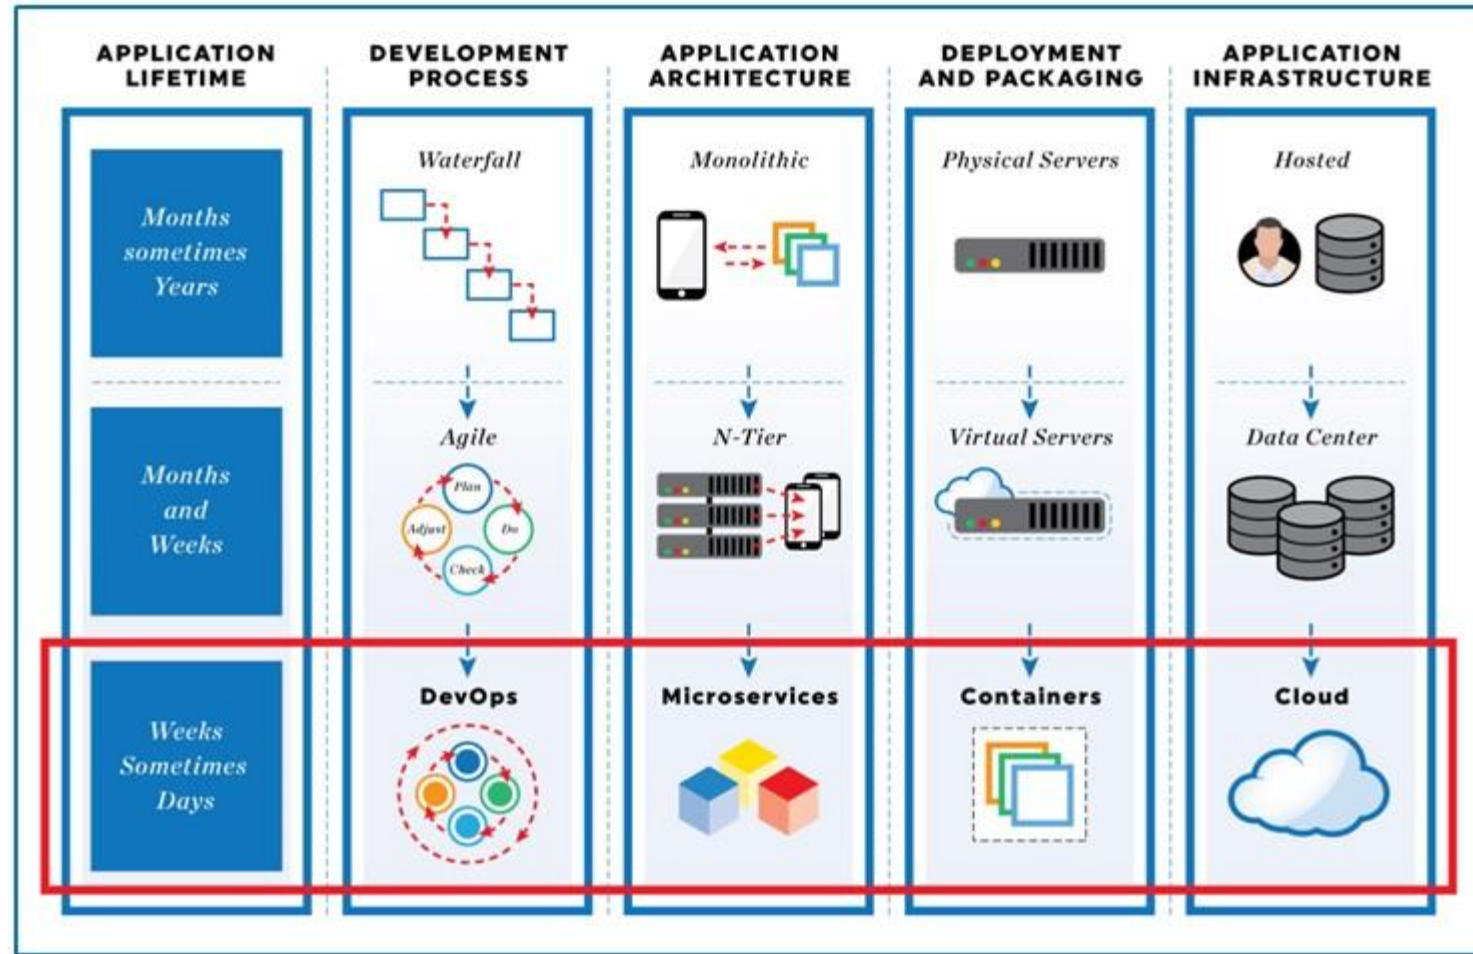 APPLICATION
LIFETIME
DEVELOPMENT
PROCESS
APPLICATION
ARCHITECTURE
DEPLOYMENT
AND PACKAGING
APPLICATION
INFRASTRUCTURE
Months
sometimes
Years
Waterfall
Monolithic
Physical Servers
Hosted
Months
and
Weeks
Agile
Plan
Adjust
Do
Check
N-Tier
Virtual Servers
Data Center
Weeks
Sometimes
Days
DevOps
Microservices
Containers
Cloud